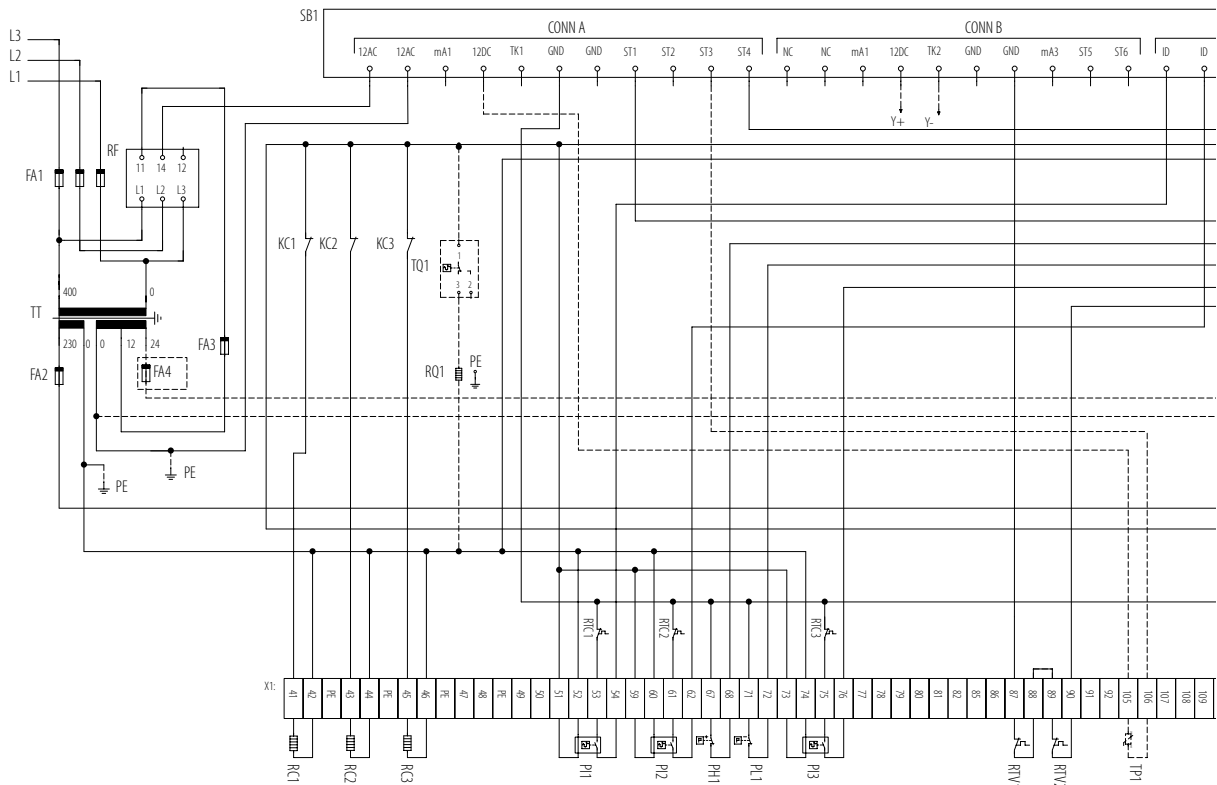 SB1
CONN A
CONN B
12AC 12AC mA1 12DC TK1 GND GND ST1 ST2 ST3 ST4 NC NC mA1 12DC TK2 GND GND mA3 ST5 ST6 ID ID
L3
L2
L1
Y+ Y-
RF
11 14 12
L1 L2 L3
FA1
KC1 KC2 KC3
TQ1
1
3 2
400 0
TT
230 0 0 12 24
FA3
FA2
FA4
RQ1
PE
PE
PE
RTC1
RTC2
RTC3
X1:
41 42 PE 43 44 PE 45 46 PE 47 48 PE 49 50 51 52 53 54 59 60 61 62 67 68 71 72 73 74 75 76 77 78 79 80 81 82 85 86 87 88 89 90 91 92 105 106 107 108 109
P P
RC1 RC2 RC3 PI1 PI2 PH1 PL1 PI3 TP1